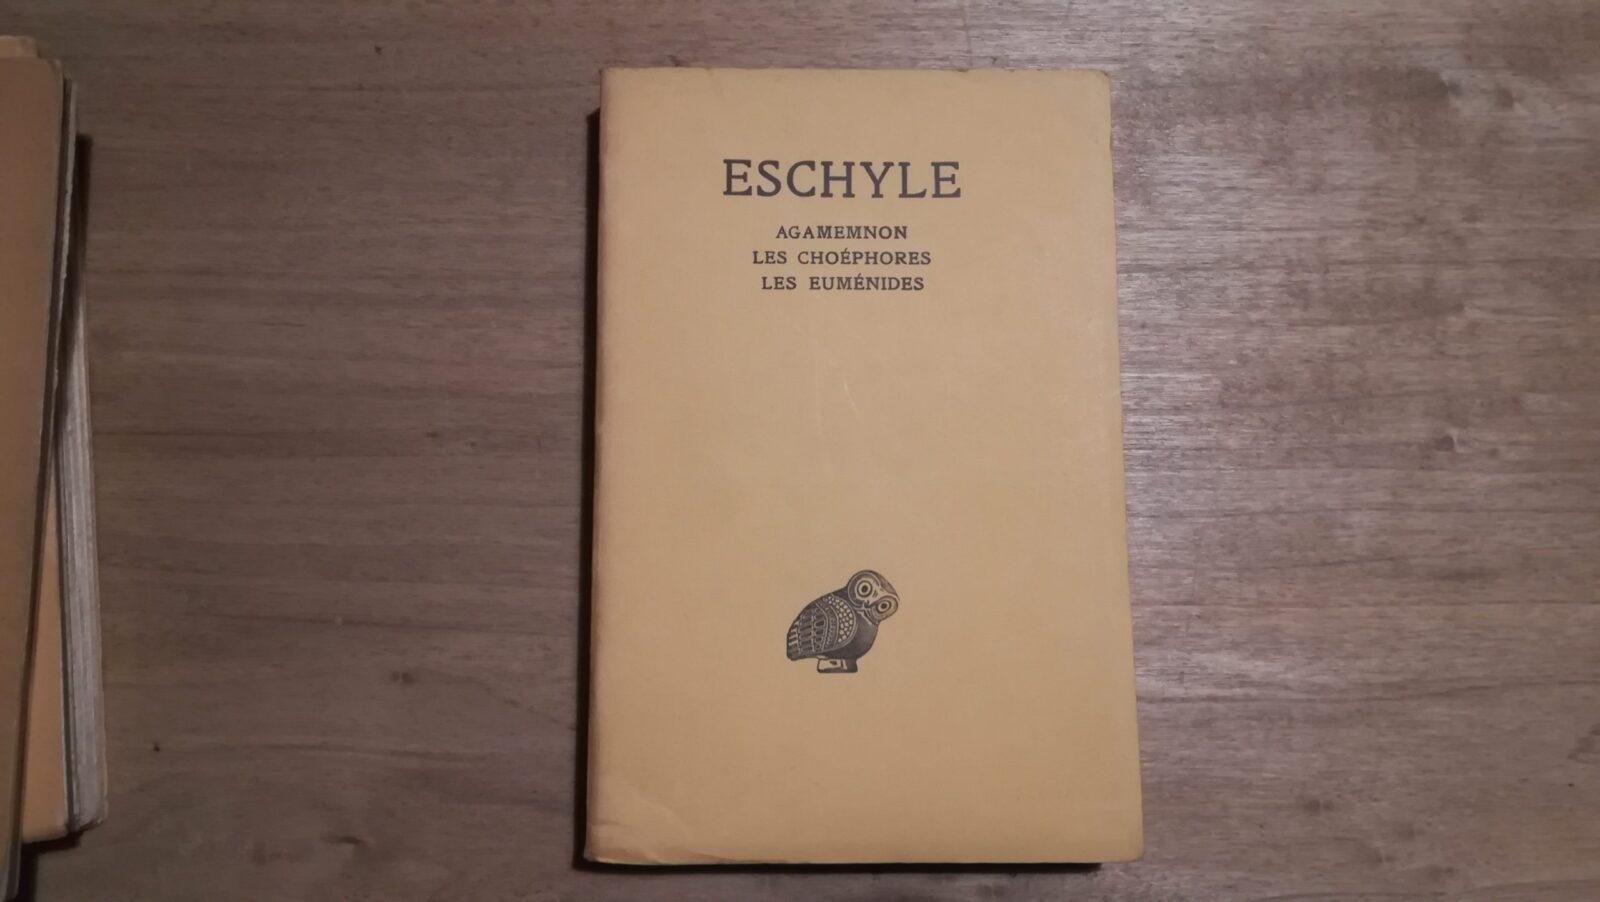 ESCHYLE
AGAMEMNON
LES CHOÉPHORES
LES EUMÉNIDES